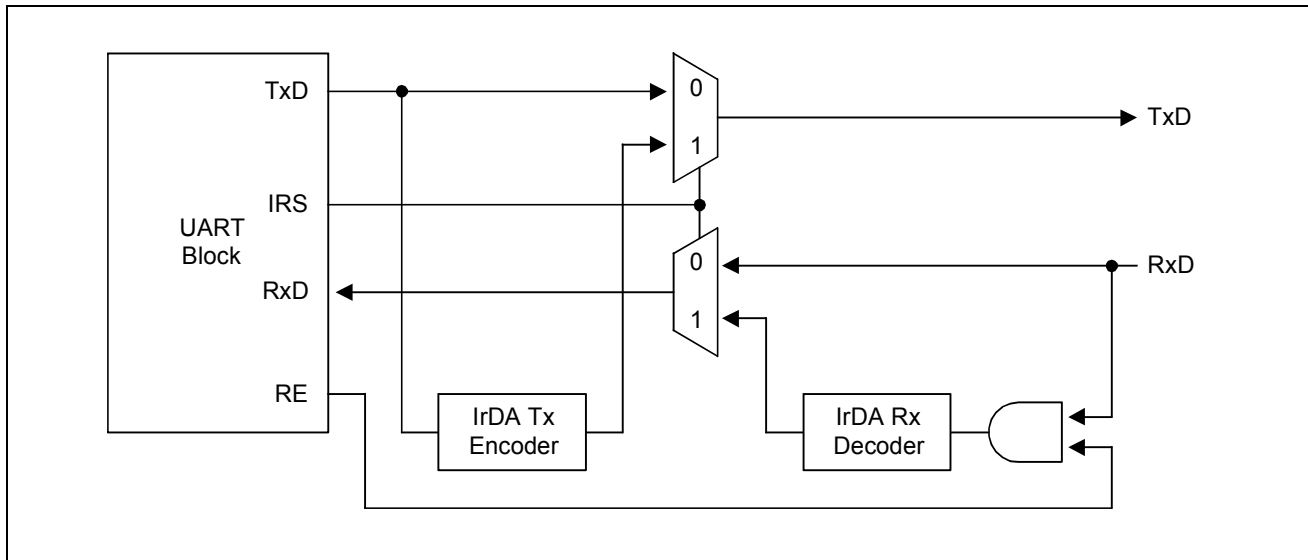 TxD
0
TxD
1
IRS
UART
Block
0
RxD
RxD
1
RE
IrDA Tx
Encoder
IrDA Rx
Decoder